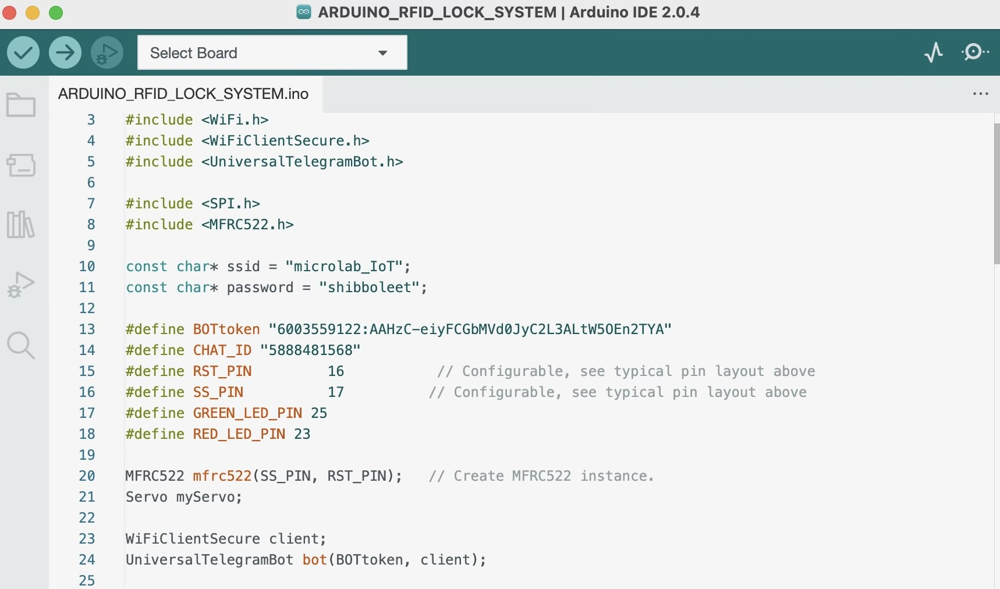 ARDUINO_RFID_LOCK_SYSTEM | Arduino IDE 2.0.4
Select Board
ARDUINO_RFID_LOCK_SYSTEM.ino
3 #include <WiFi.h>
4 #include <WiFiClientSecure.h>
5 #include <UniversalTelegramBot.h>
6
7 #include <SPI.h>
8 #include <MFRC522.h>
9
10 const char* ssid = "microlab_IoT";
11 const char* password = "shibboleet";
12
13 #define BOTtoken "6003559122:AAHzC-eiyFCGbMVd0JyC2L3ALtW5OEn2TYA"
14 #define CHAT_ID "5888481568"
15 #define RST_PIN         16           // Configurable, see typical pin layout above
16 #define SS_PIN          17          // Configurable, see typical pin layout above
17 #define GREEN_LED_PIN 25
18 #define RED_LED_PIN 23
19
20 MFRC522 mfrc522(SS_PIN, RST_PIN);   // Create MFRC522 instance.
21 Servo myServo;
22
23 WiFiClientSecure client;
24 UniversalTelegramBot bot(BOTtoken, client);
25